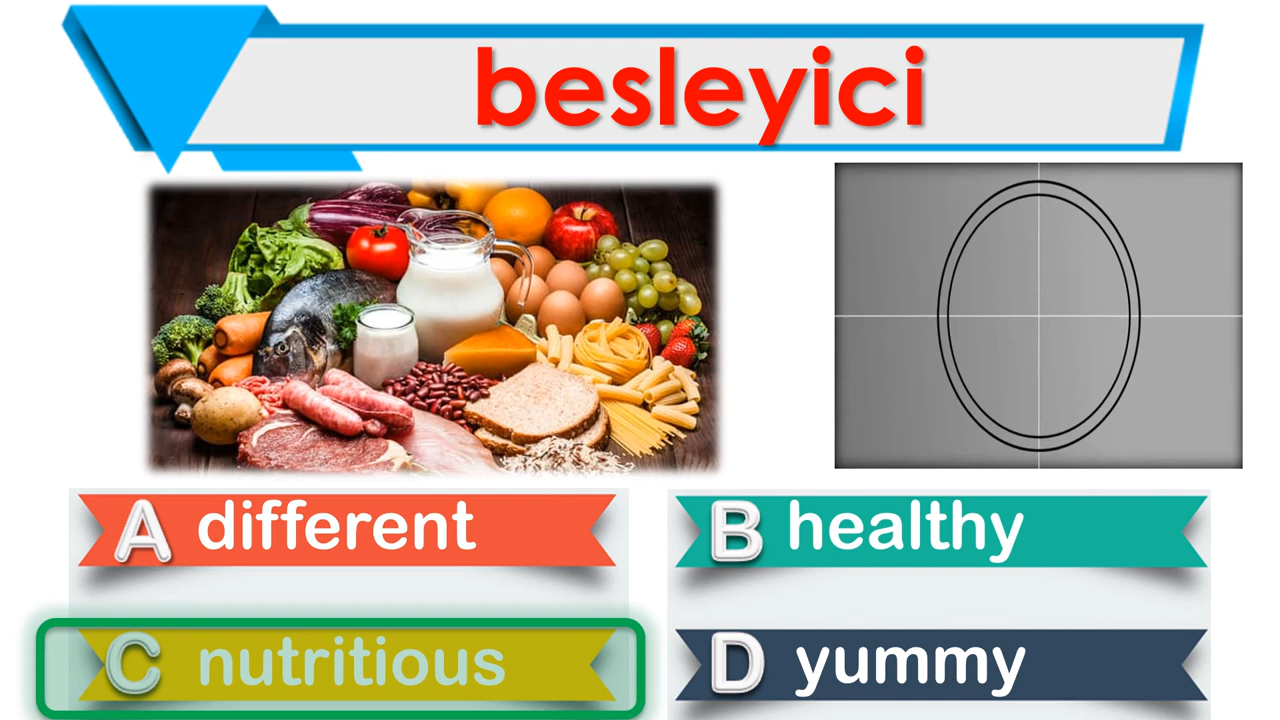 besleyici
A different
B healthy
C nutritious
D yummy